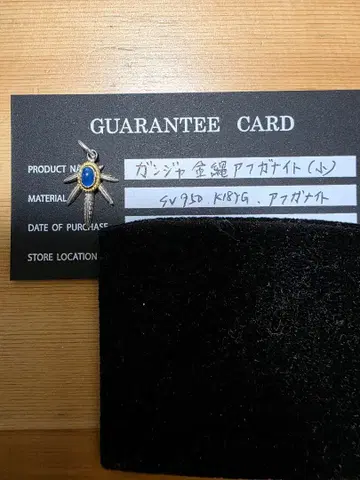 GUARANTEE CARD
PRODUCT NA ガンジャ 金縄 アフガナイト(小)
MATERIAL SV950 K18YG、アフガナイト
DATE OF PURCHASE
STORE LOCATION